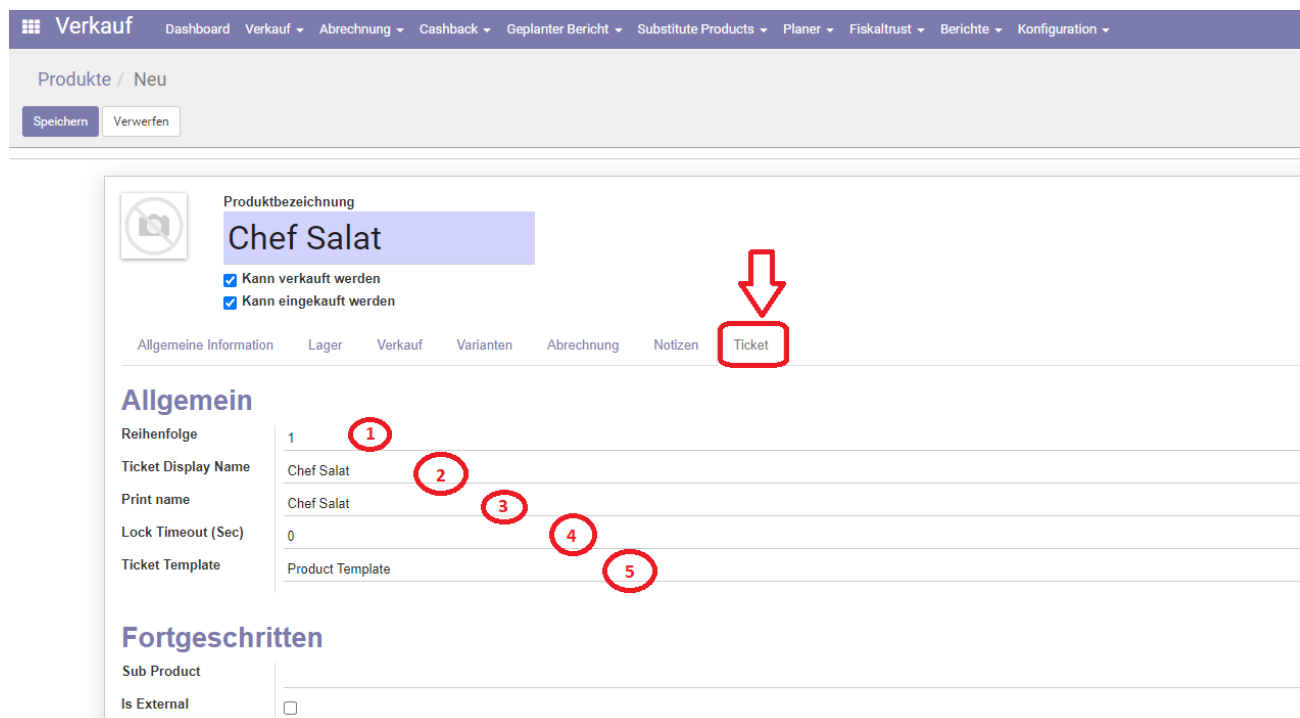 Verkauf Dashboard Verkauf Abrechnung Cashback Geplanter Bericht Substitute Products Planer Fiskaltrust Berichte Konfiguration
Produkte / Neu
Speichern Verwerfen
Produktbezeichnung
Chef Salat
Kann verkauft werden
Kann eingekauft werden
Allgemeine Information Lager Verkauf Varianten Abrechnung Notizen Ticket
Allgemein
Reihenfolge 1 1
Ticket Display Name Chef Salat 2
Print name Chef Salat 3
Lock Timeout (Sec) 0 4
Ticket Template Product Template 5
Fortgeschritten
Sub Product
Is External